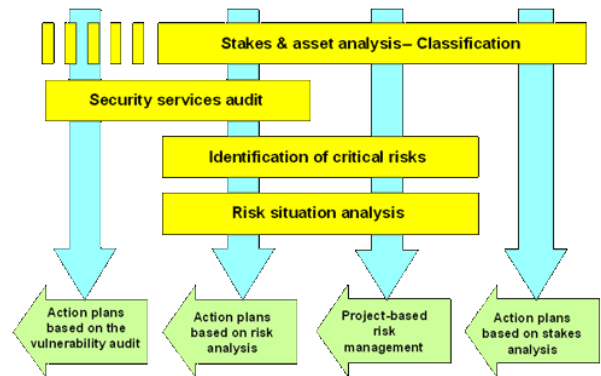 Stakes & asset analysis– Classification
Security services audit
Identification of critical risks
Risk situation analysis
Action plans
based on the
vulnerability audit
Action plans
based on risk
analysis
Project-based
risk
management
Action plans
based on stakes
analysis